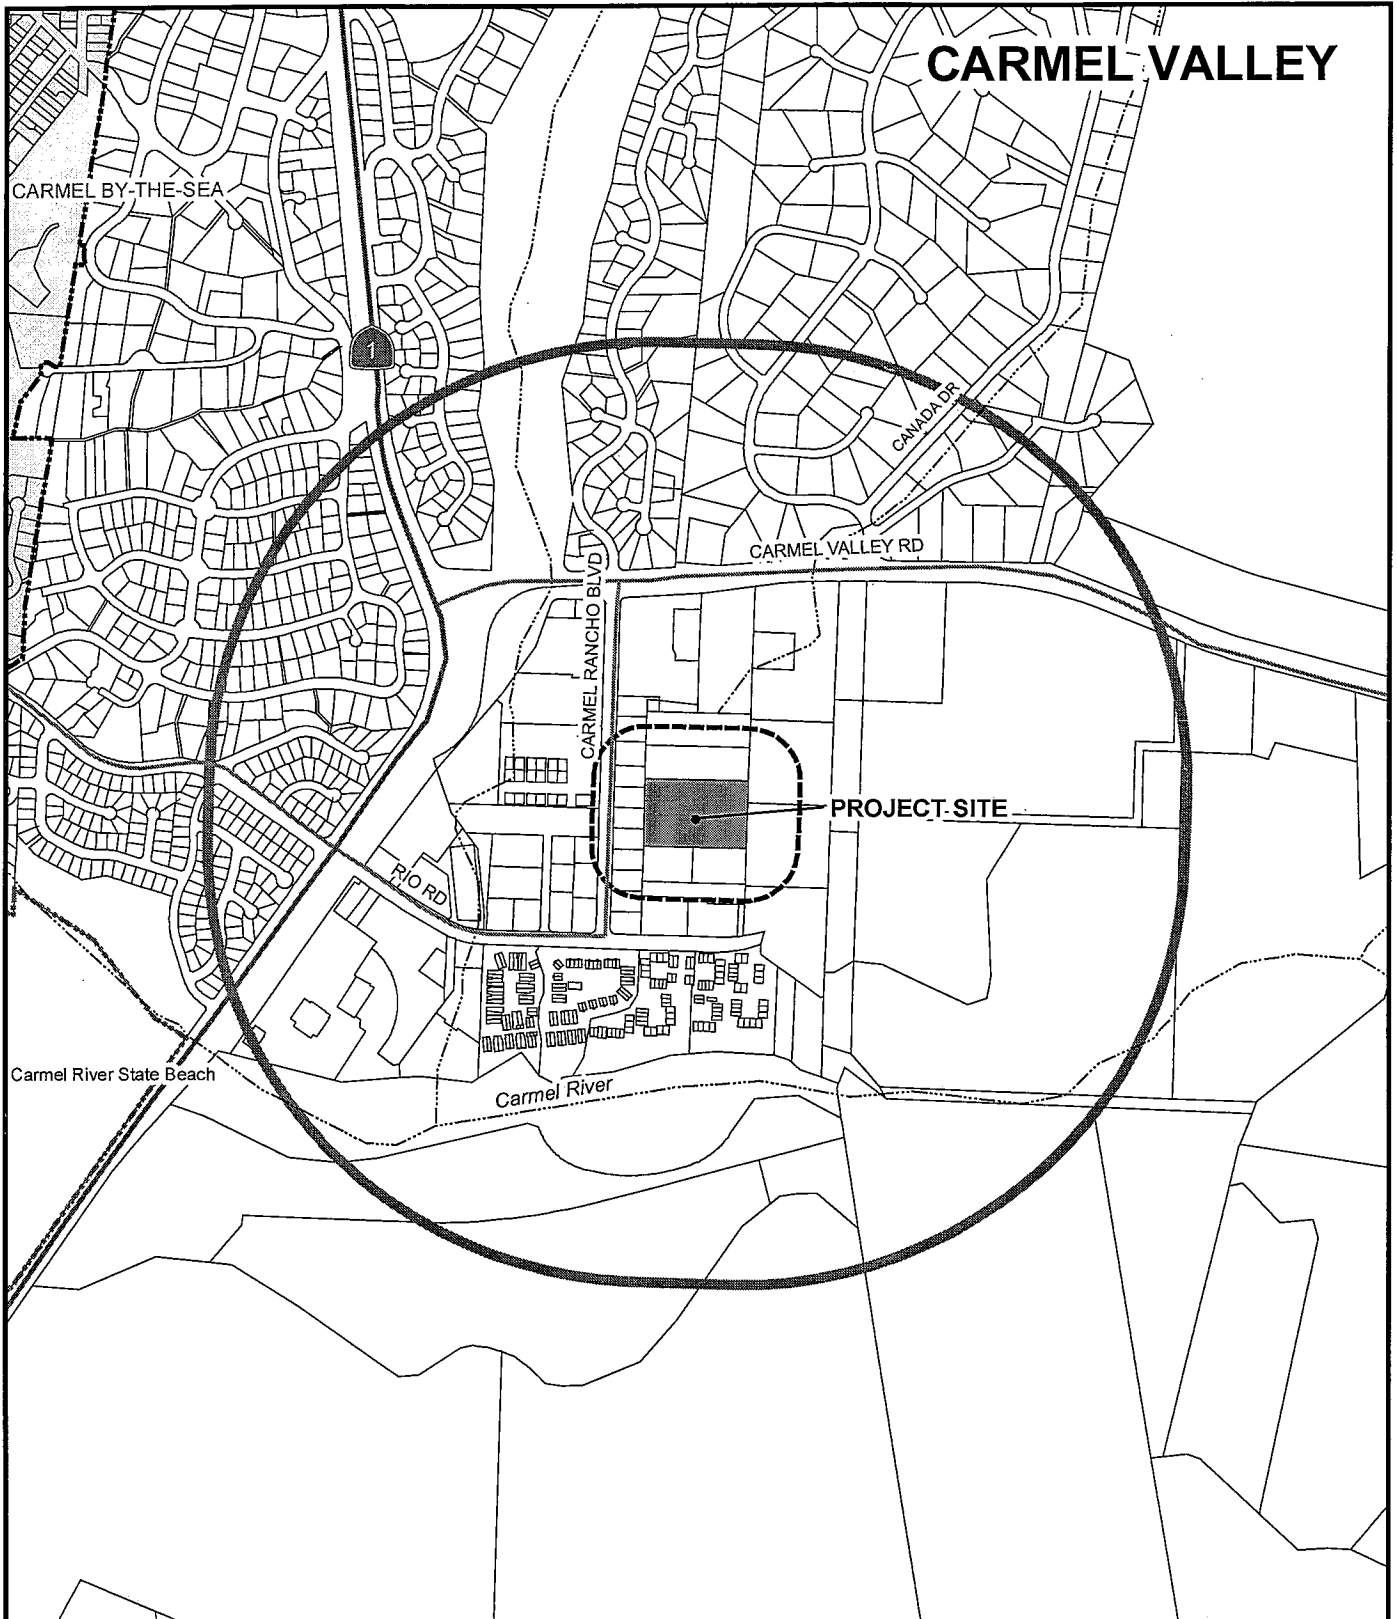 CARMEL VALLEY
CARMEL BY-THE-SEA
1
CANADA DR
CARMEL VALLEY RD
CARMEL RANCHO BLVD
PROJECT SITE
RIO RD
Carmel River State Beach
Carmel River